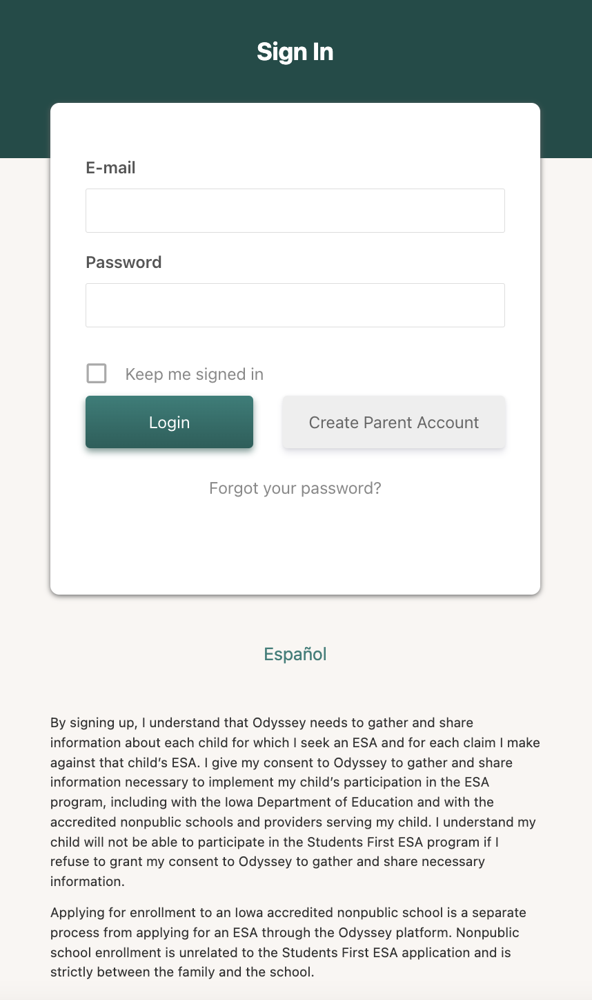 Sign In
E-mail
Password
Keep me signed in
Login
Create Parent Account
Forgot your password?
Español
By signing up, I understand that Odyssey needs to gather and share
information about each child for which I seek an ESA and for each claim I make
against that child’s ESA. I give my consent to Odyssey to gather and share
information necessary to implement my child’s participation in the ESA
program, including with the Iowa Department of Education and with the
accredited nonpublic schools and providers serving my child. I understand my
child will not be able to participate in the Students First ESA program if I
refuse to grant my consent to Odyssey to gather and share necessary
information.
Applying for enrollment to an Iowa accredited nonpublic school is a separate
process from applying for an ESA through the Odyssey platform. Nonpublic
school enrollment is unrelated to the Students First ESA application and is
strictly between the family and the school.